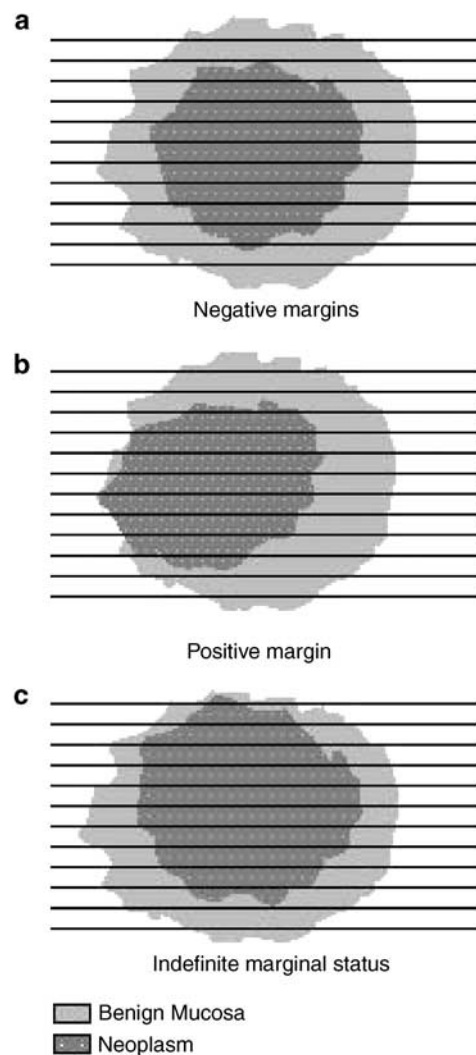 a
Negative margins
b
Positive margin
c
Indefinite marginal status
Benign Mucosa
Neoplasm